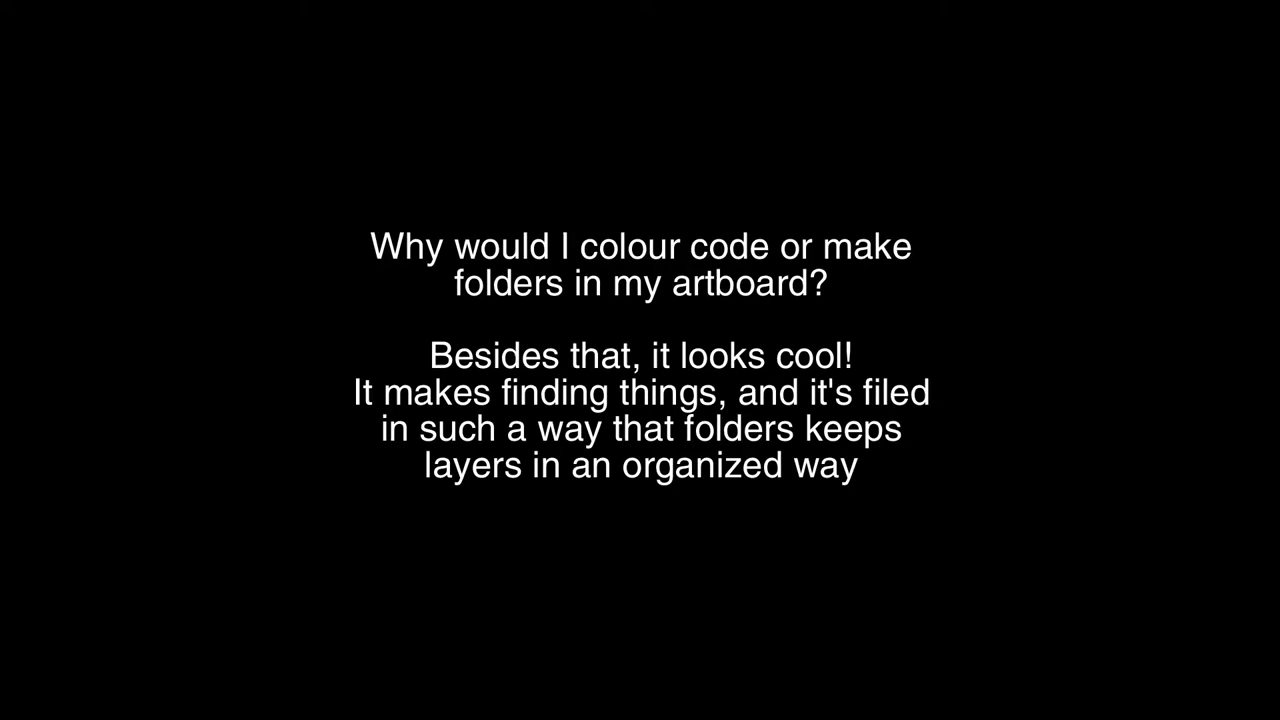 Why would I colour code or make
folders in my artboard?
Besides that, it looks cool!
It makes finding things, and it's filed
in such a way that folders keeps
layers in an organized way